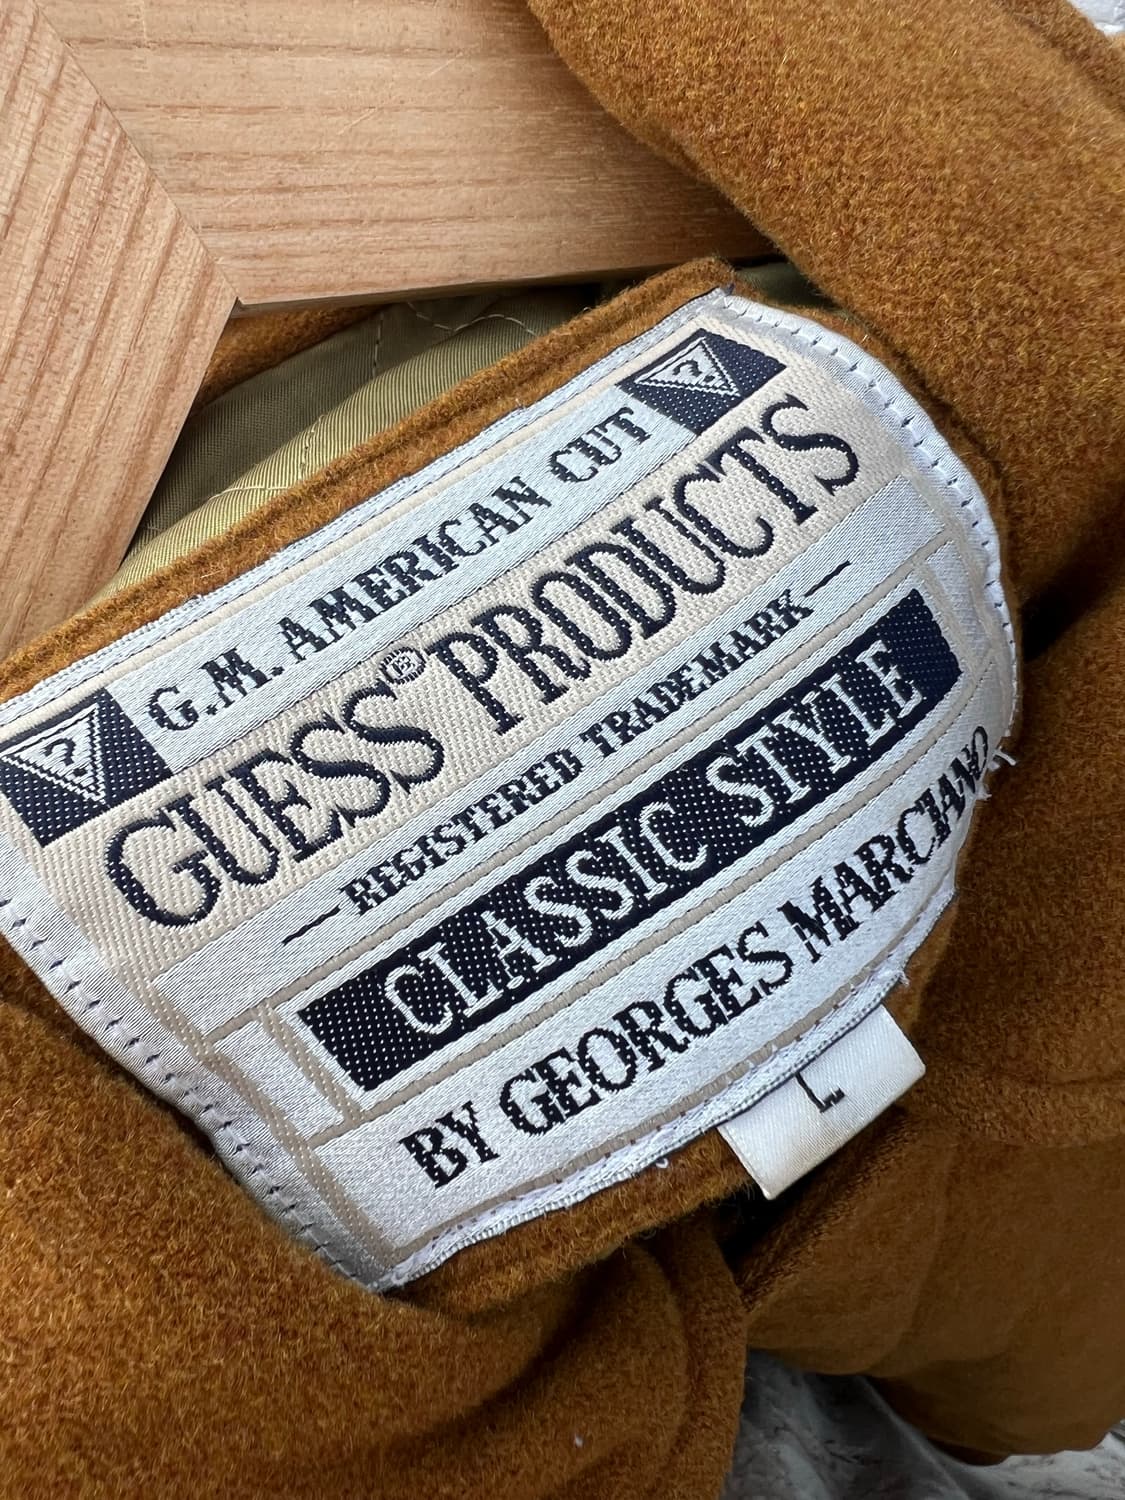 ? G.M. AMERICAN CUT ?
GUESS® PRODUCTS
— REGISTERED TRADEMARK —
CLASSIC STYLE
BY GEORGES MARCIANO
L